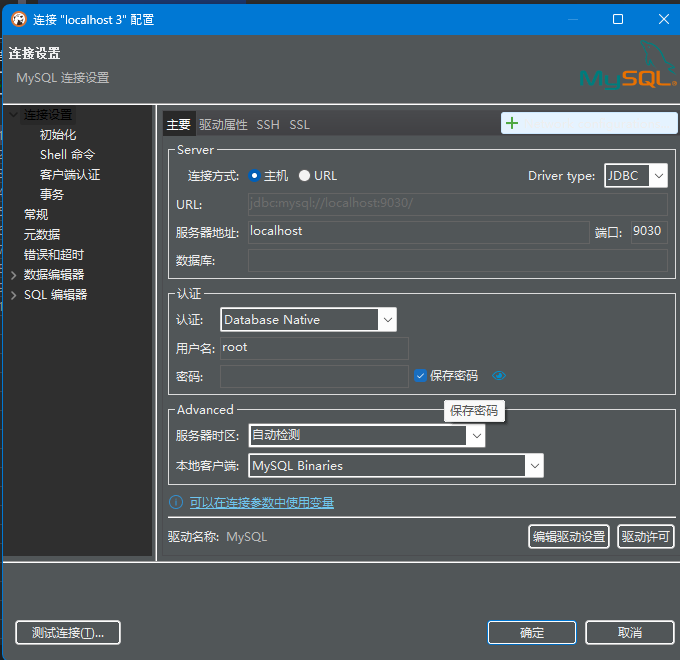 连接 "localhost 3" 配置
连接设置
MySQL 连接设置
MySQL
连接设置
初始化
Shell 命令
客户端认证
事务
常规
元数据
错误和超时
数据编辑器
SQL 编辑器
主要 驱动属性 SSH SSL
Server
连接方式: 主机 URL Driver type: JDBC
URL: jdbc:mysql://localhost:9030/
服务器地址: localhost 端口: 9030
数据库:
认证
认证: Database Native
用户名: root
密码: 保存密码
保存密码
Advanced
服务器时区: 自动检测
本地客户端: MySQL Binaries
可以在连接参数中使用变量
驱动名称: MySQL 编辑驱动设置 驱动许可
测试连接(T)... 确定 取消